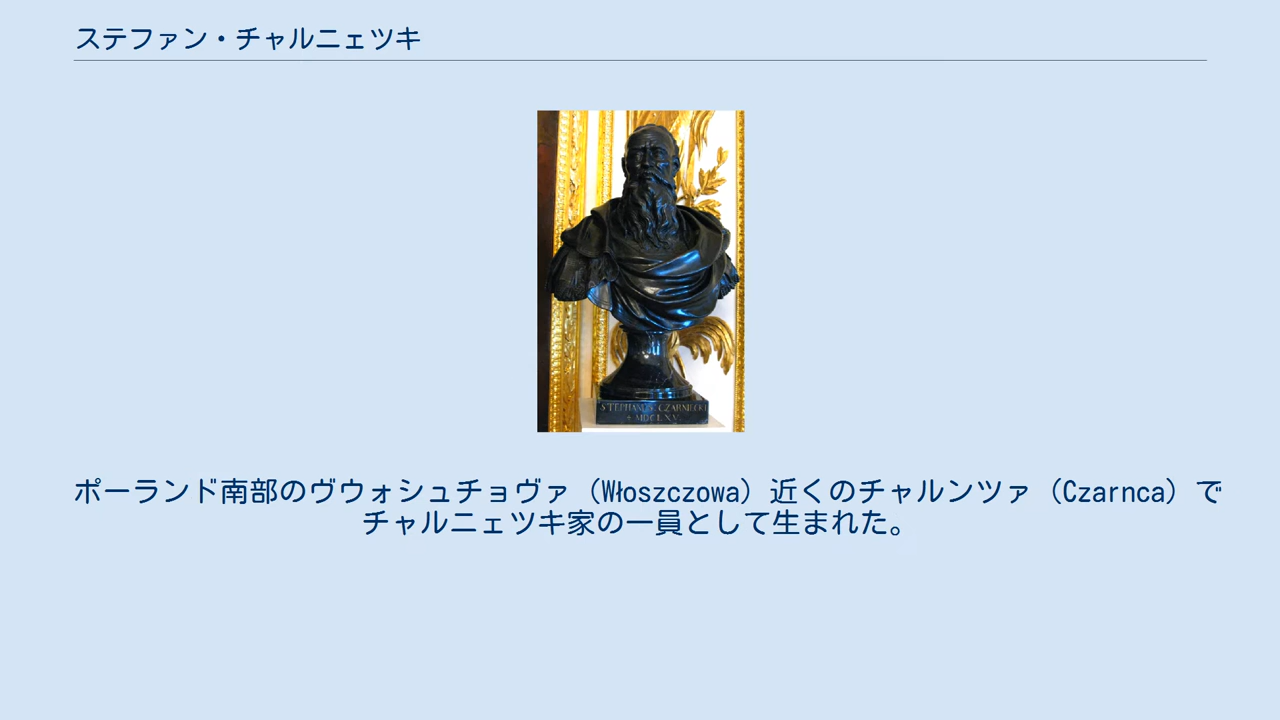 ステファン・チャルニェツキ
STEPHANUS CZARNIECKI
+ MDCLXV
ポーランド南部のヴウォシュチョヴァ（Włoszczowa）近くのチャルンツァ（Czarnca）で
チャルニェツキ家の一員として生まれた。